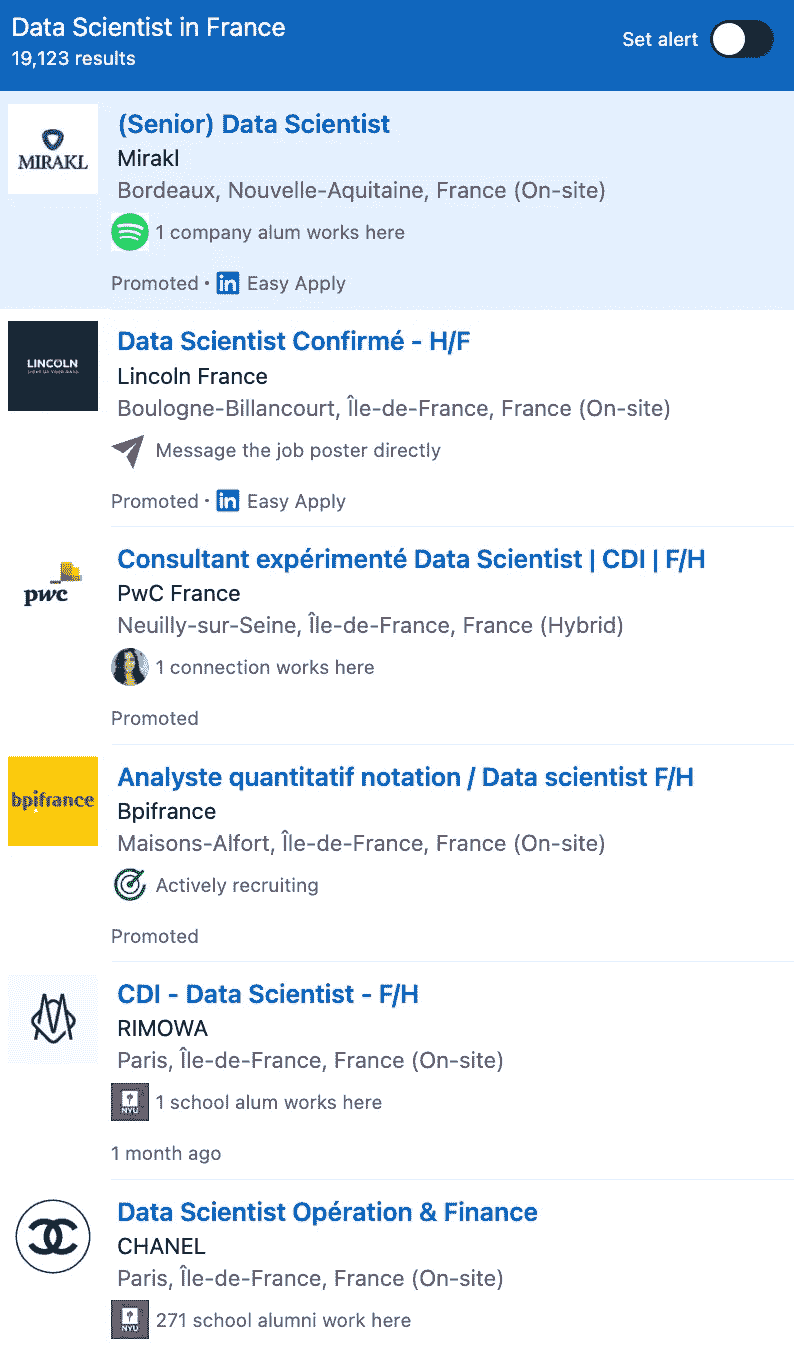 Data Scientist in France
19,123 results
Set alert
MIRAKL
(Senior) Data Scientist
Mirakl
Bordeaux, Nouvelle-Aquitaine, France (On-site)
1 company alum works here
Promoted • in Easy Apply
LINCOLN
Data Scientist Confirmé - H/F
Lincoln France
Boulogne-Billancourt, Île-de-France, France (On-site)
Message the job poster directly
Promoted • in Easy Apply
pwc
Consultant expérimenté Data Scientist | CDI | F/H
PwC France
Neuilly-sur-Seine, Île-de-France, France (Hybrid)
1 connection works here
Promoted
bpifrance
Analyste quantitatif notation / Data scientist F/H
Bpifrance
Maisons-Alfort, Île-de-France, France (On-site)
Actively recruiting
Promoted
CDI - Data Scientist - F/H
RIMOWA
Paris, Île-de-France, France (On-site)
NYU 1 school alum works here
1 month ago
Data Scientist Opération & Finance
CHANEL
Paris, Île-de-France, France (On-site)
NYU 271 school alumni work here